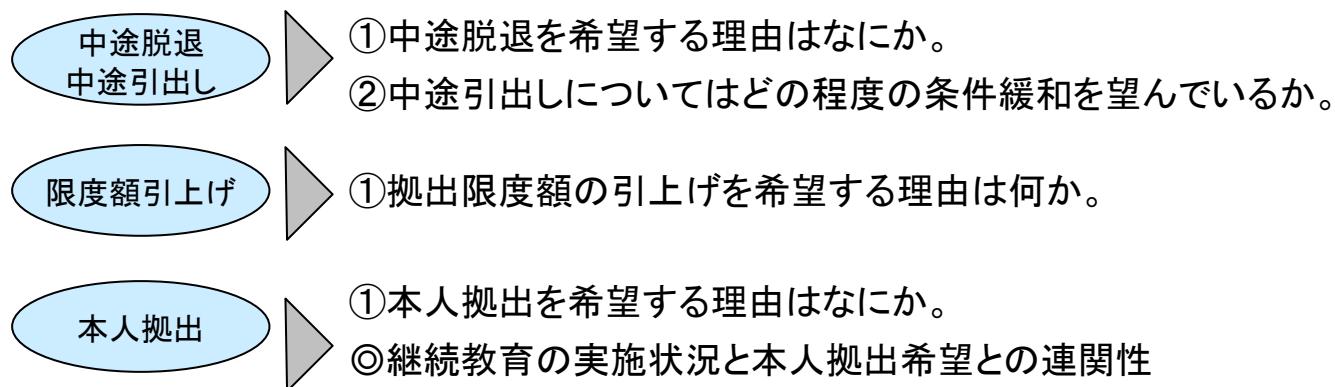 中途脱退
中途引出し
①中途脱退を希望する理由はなにか。
②中途引出しについてはどの程度の条件緩和を望んでいるか。
限度額引上げ
①拠出限度額の引上げを希望する理由は何か。
本人拠出
①本人拠出を希望する理由はなにか。
◎継続教育の実施状況と本人拠出希望との連関性